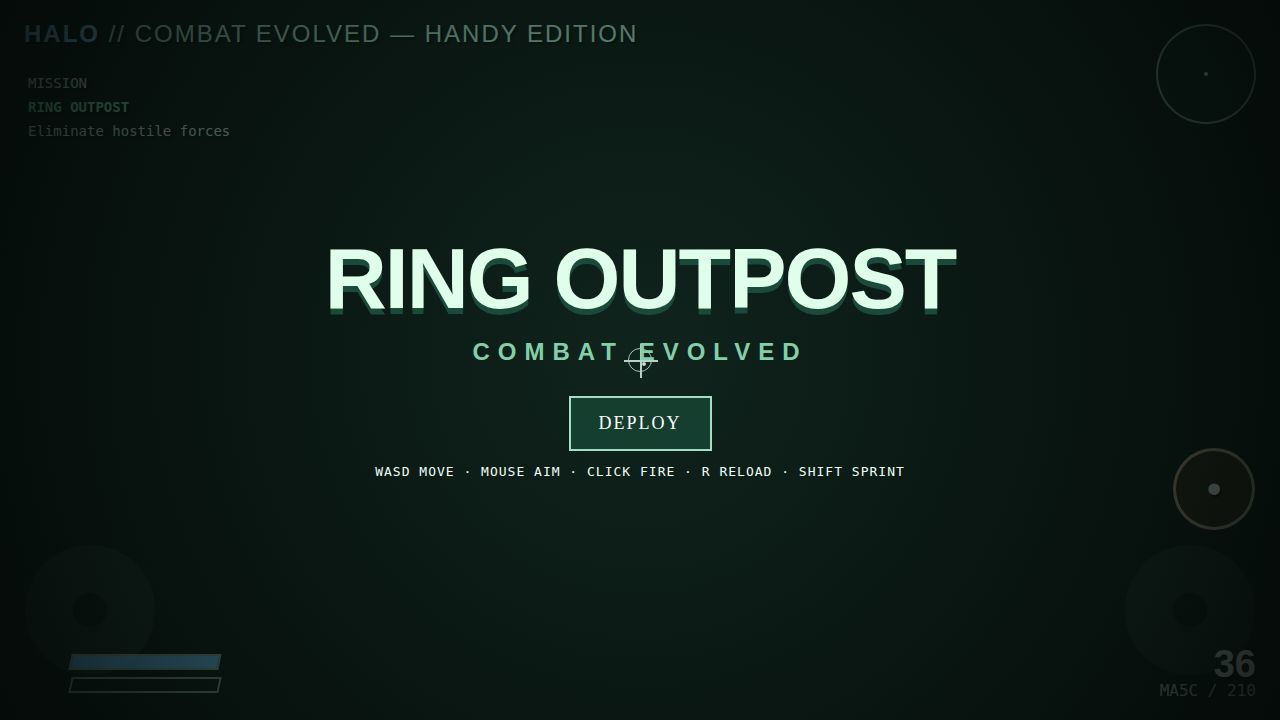 HALO // COMBAT EVOLVED — HANDY EDITION
MISSION
RING OUTPOST
Eliminate hostile forces
RING OUTPOST
COMBAT EVOLVED
DEPLOY
WASD MOVE · MOUSE AIM · CLICK FIRE · R RELOAD · SHIFT SPRINT
36
MA5C / 210